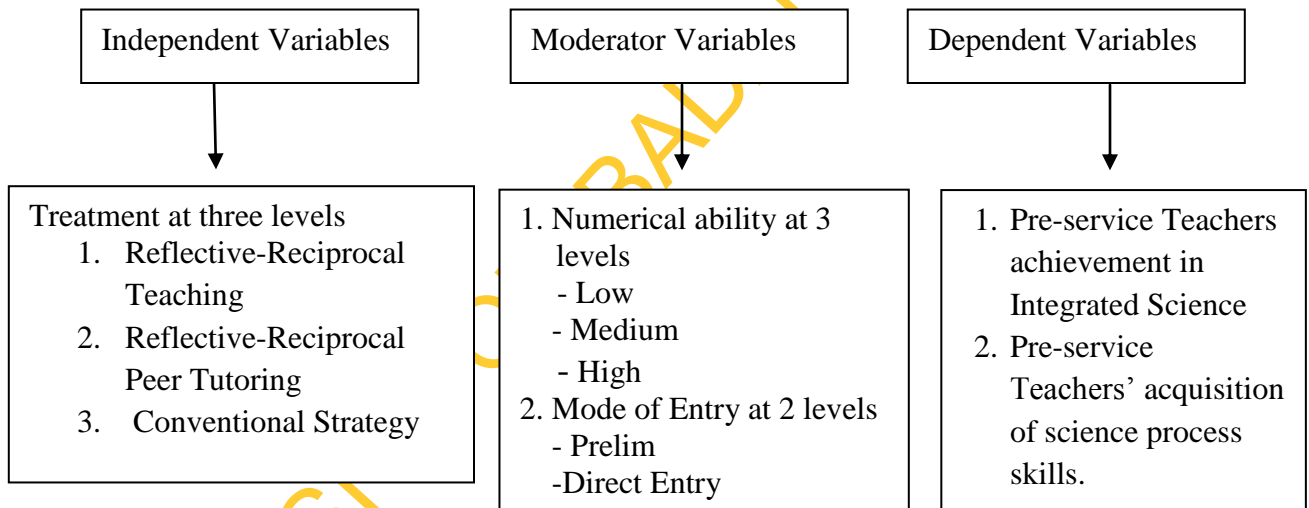 Independent Variables
Moderator Variables
Dependent Variables
Treatment at three levels
1. Reflective-Reciprocal
Teaching
2. Reflective-Reciprocal
Peer Tutoring
3. Conventional Strategy
1. Numerical ability at 3
levels
- Low
- Medium
- High
2. Mode of Entry at 2 levels
- Prelim
-Direct Entry
1. Pre-service Teachers
achievement in
Integrated Science
2. Pre-service
Teachers’ acquisition
of science process
skills.